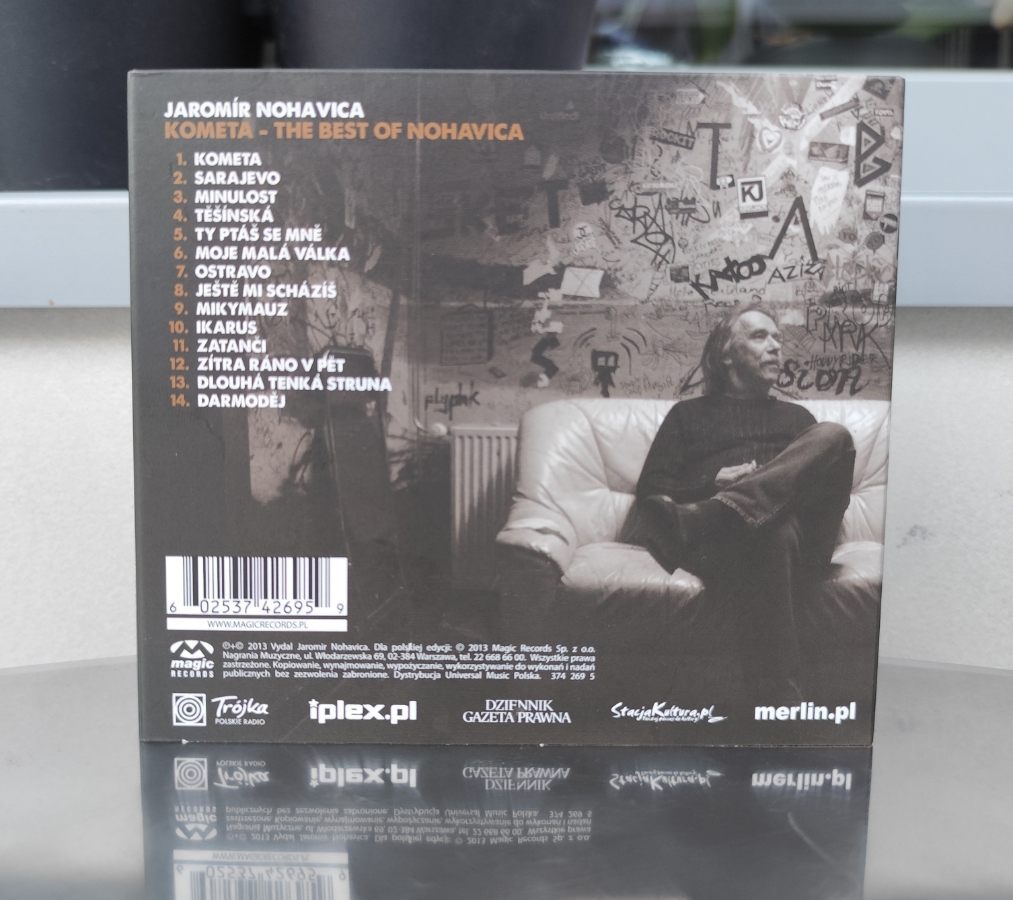 JAROMÍR NOHAVICA
KOMETA - THE BEST OF NOHAVICA
1. KOMETA
2. SARAJEVO
3. MINULOST
4. TĚŠÍNSKÁ
5. TY PTÁŠ SE MNĚ
6. MOJE MALÁ VÁLKA
7. OSTRAVO
8. JEŠTĚ MI SCHÁZÍŠ
9. MIKYMAUZ
10. IKARUS
11. ZATANČI
12. ZÍTRA RÁNO V PĚT
13. DLOUHÁ TENKÁ STRUNA
14. DARMODĚJ
KJ
AZIZI
SLOTH
6 02537 42695 9
WWW.MAGICRECORDS.PL
magic
RECORDS
℗+© 2013 Vydal Jaromir Nohavica. Dla polskiej edycji: © 2013 Magic Records Sp. z o.o.
Nagrania Muzyczne, ul. Włodarzewska 69, 02-384 Warszawa, tel. 22 668 66 00. Wszystkie prawa
zastrzeżone. Kopiowanie, wynajmowanie, wypożyczanie, wykorzystywanie do wykonań i nadań
publicznych bez zezwolenia zabronione. Dystrybucja Universal Music Polska. 374 269 5
Trójka
POLSKIE RADIO
iplex.pl
DZIENNIK
GAZETA PRAWNA
StacjaKultura.pl
merlin.pl